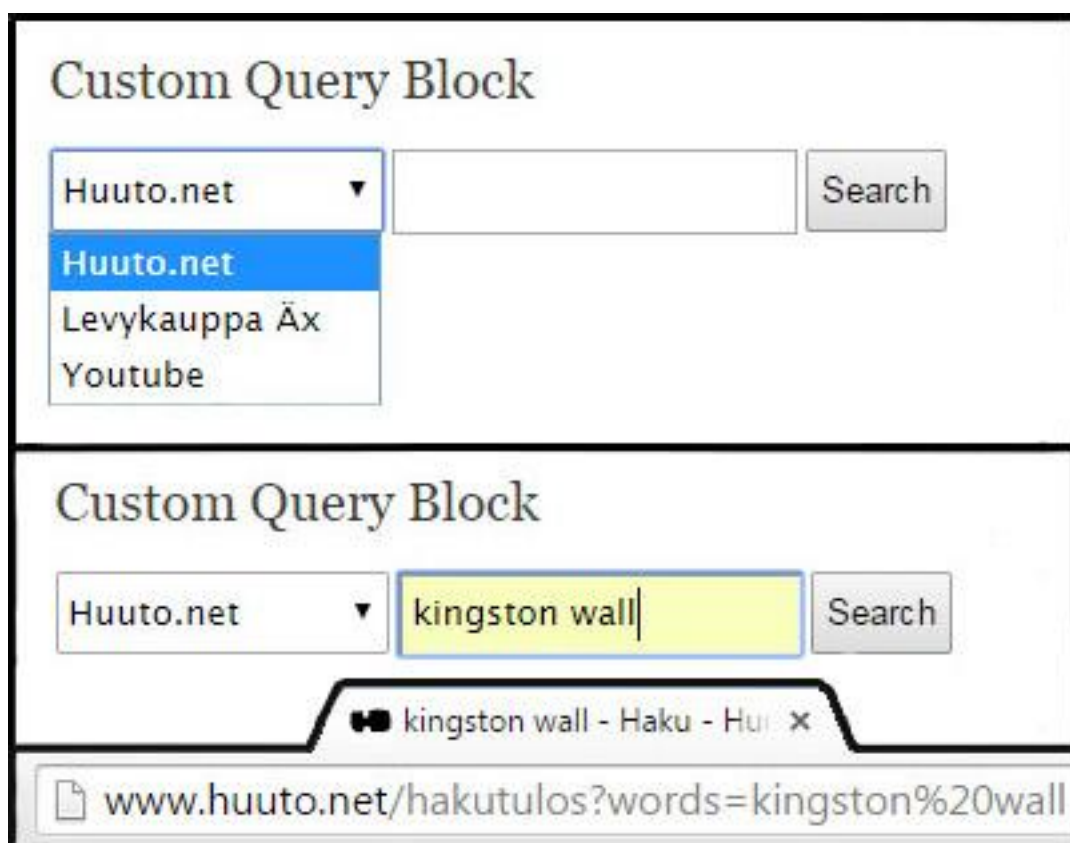 Custom Query Block
Huuto.net Search
Huuto.net
Levykauppa Äx
Youtube
Custom Query Block
Huuto.net kingston wall Search
kingston wall - Haku - Hu
www.huuto.net/hakutulos?words=kingston%20wall